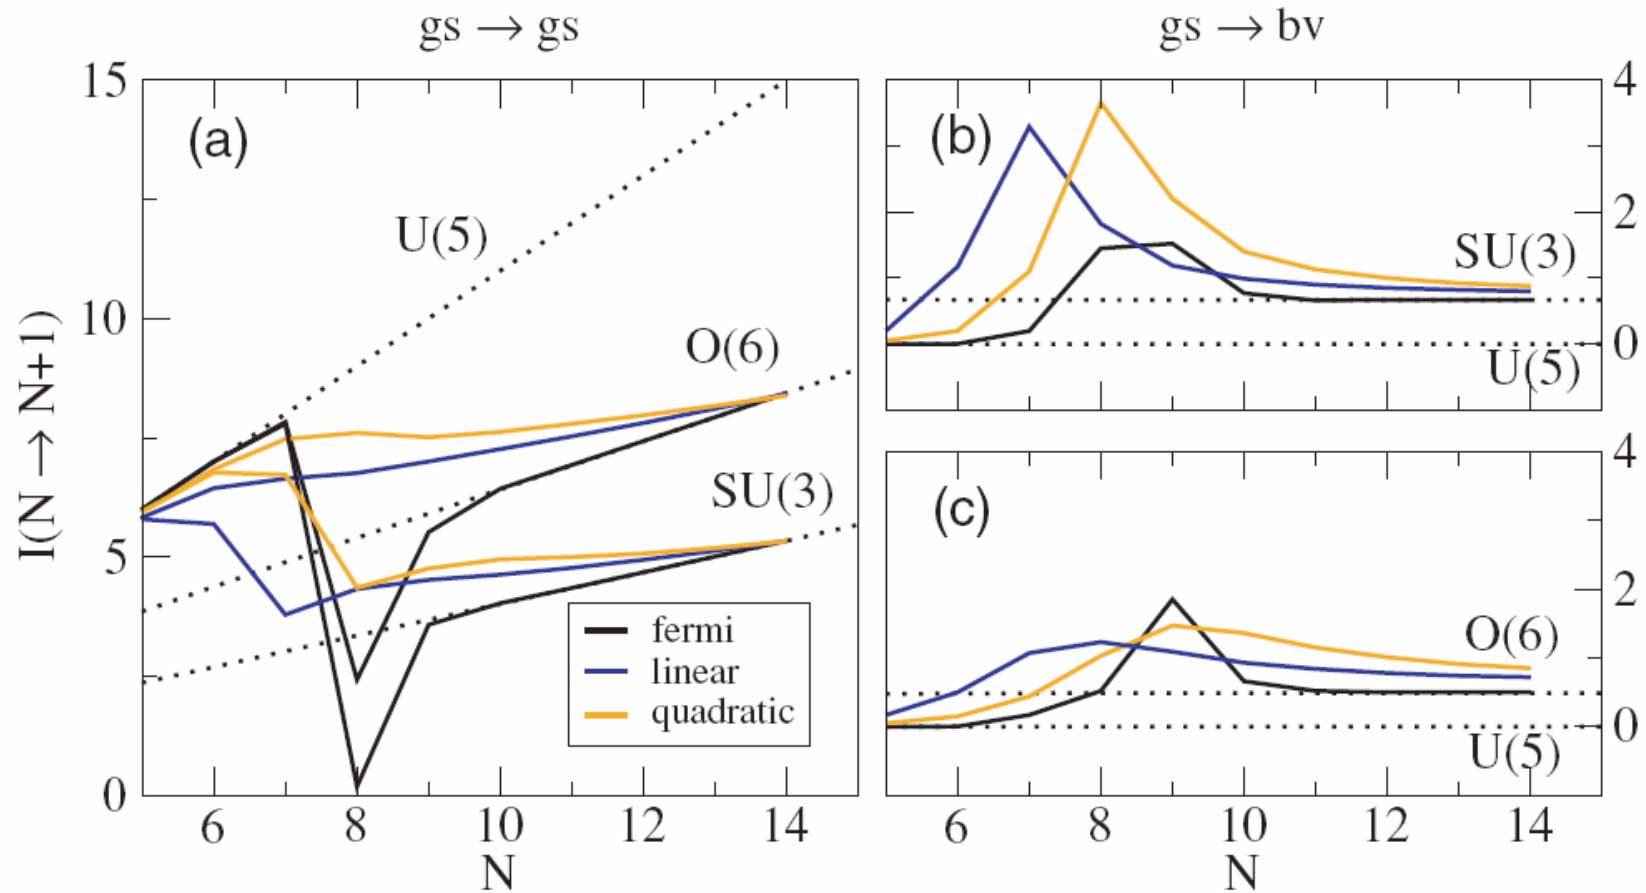 gs → gs
gs → bv
15
10
5
0
I(N → N+1)
(a)
U(5)
O(6)
SU(3)
fermi
linear
quadratic
6 8 10 12 14
N
(b)
SU(3)
U(5)
4
2
0
(c)
O(6)
U(5)
4
2
0
6 8 10 12 14
N